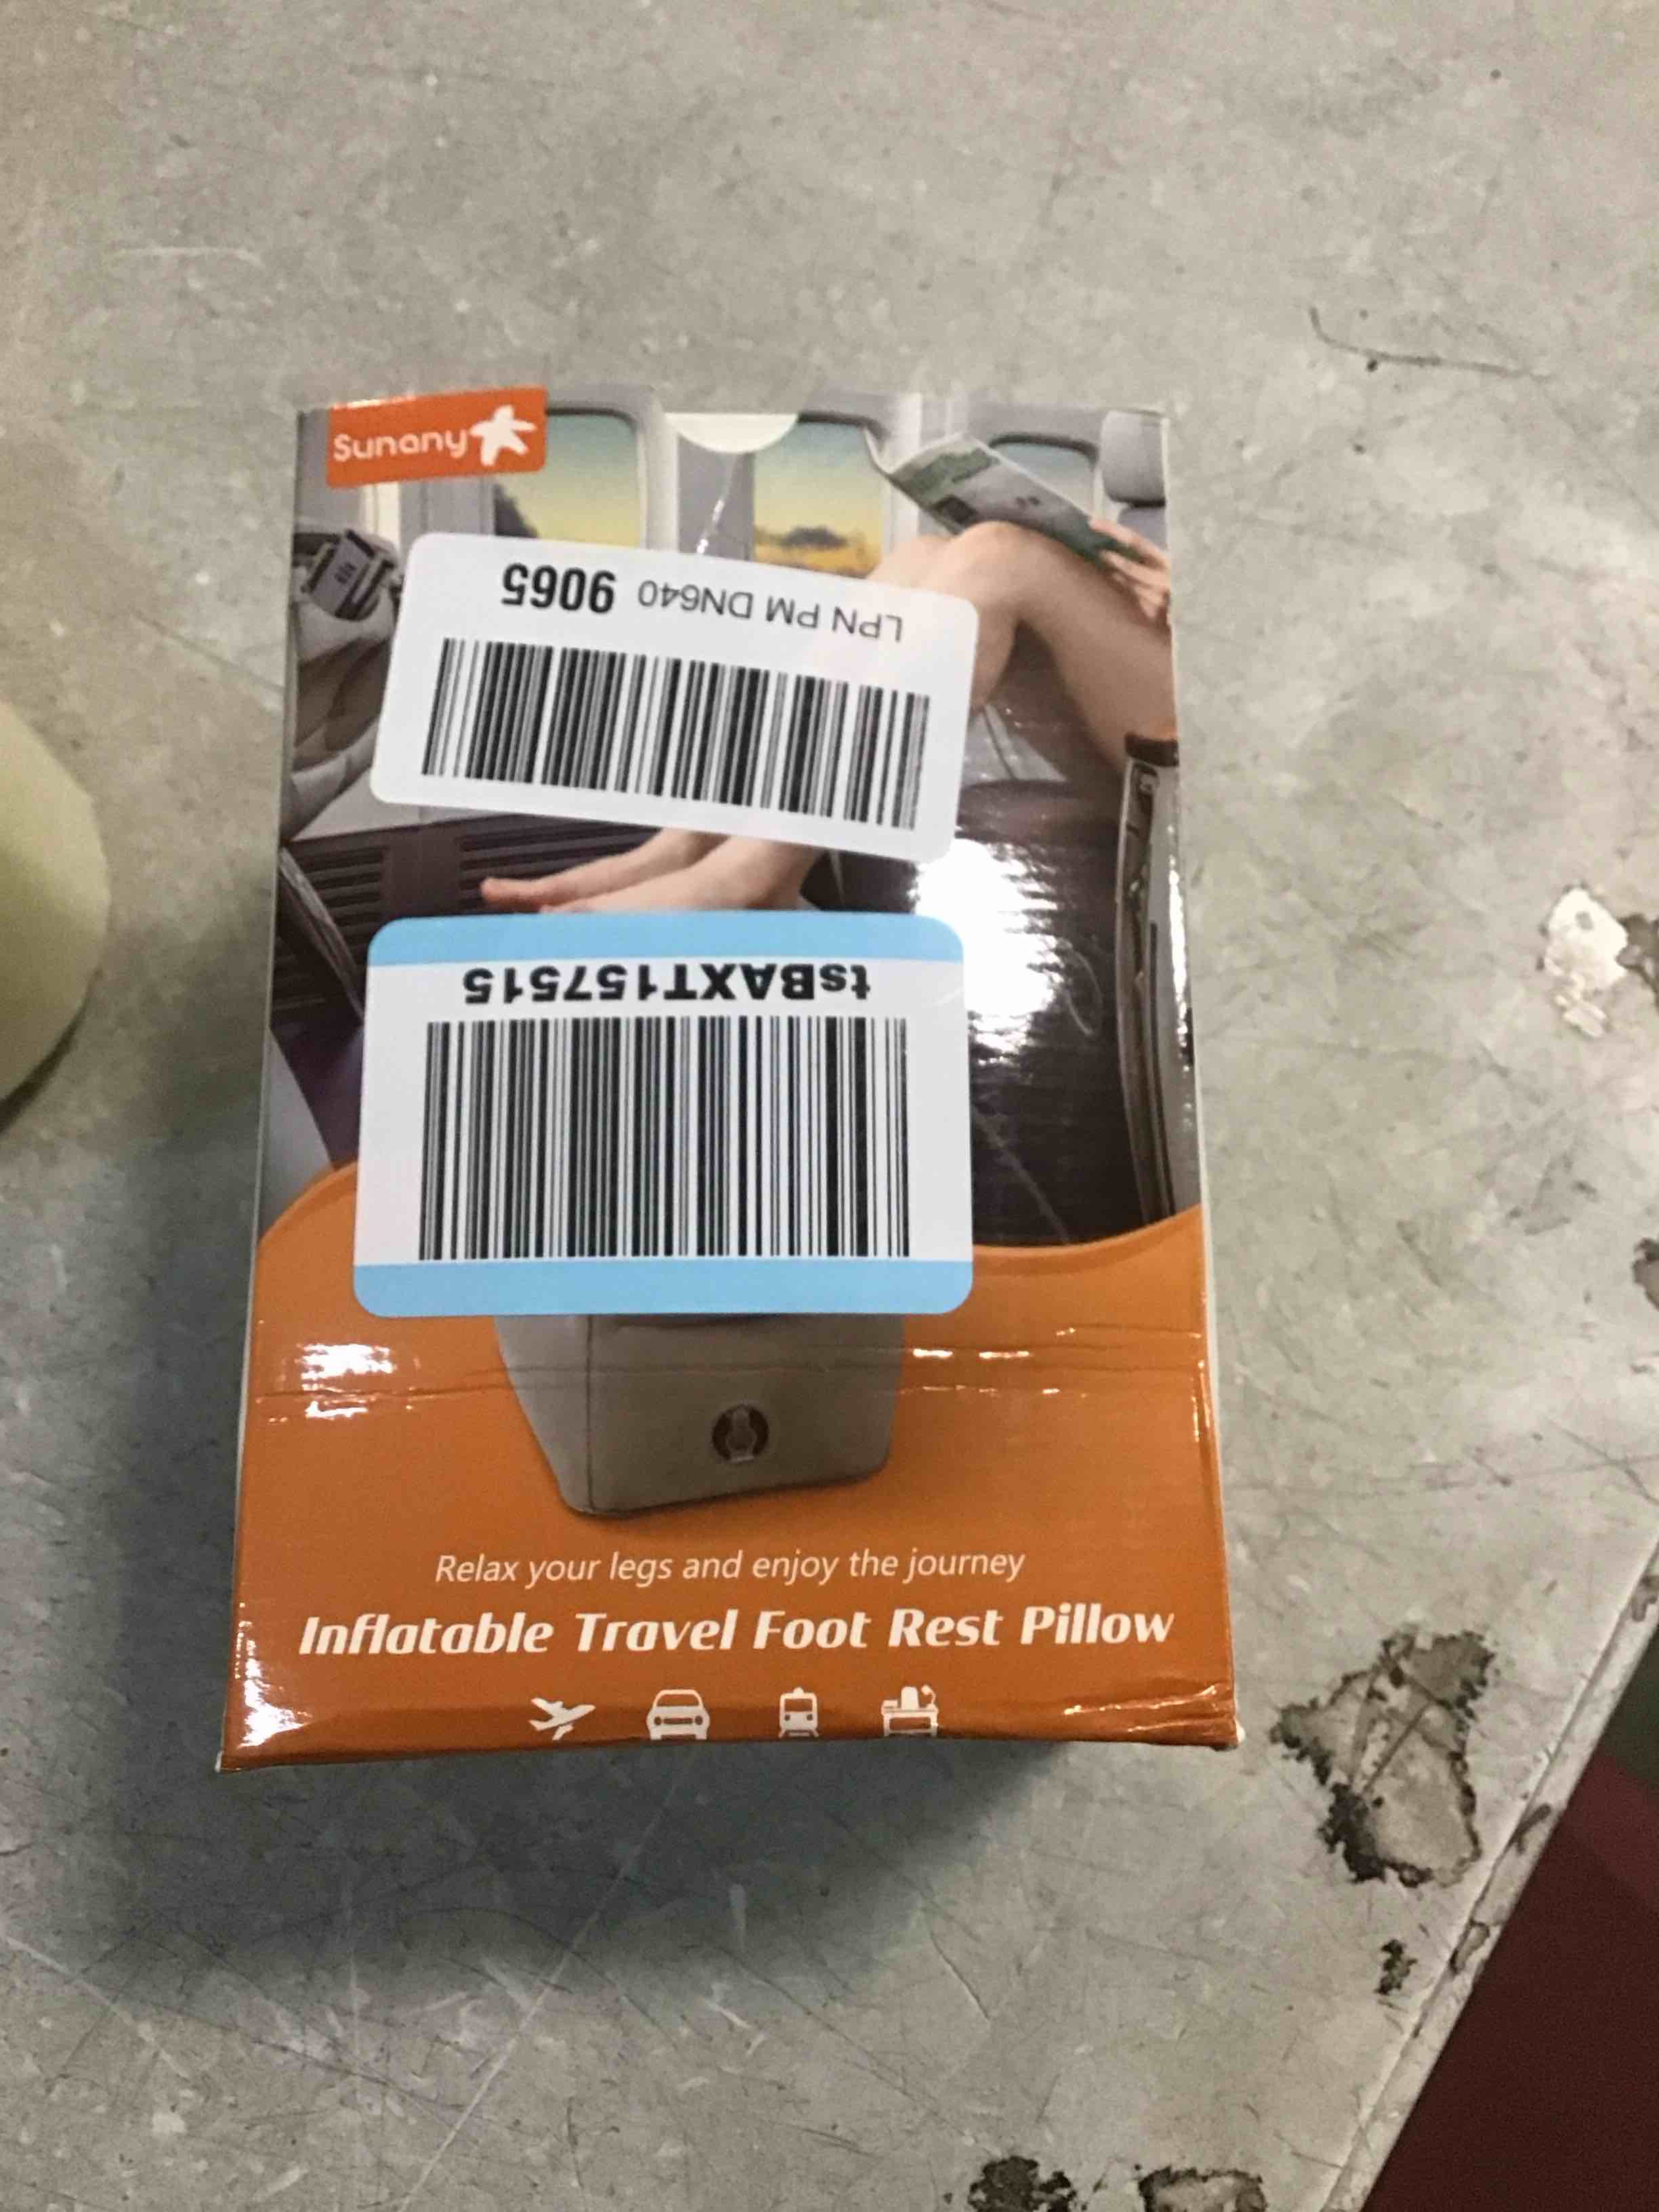 Sunany
LPN PM DN640 9065
tsBAXT157515
Relax your legs and enjoy the journey
Inflatable Travel Foot Rest Pillow